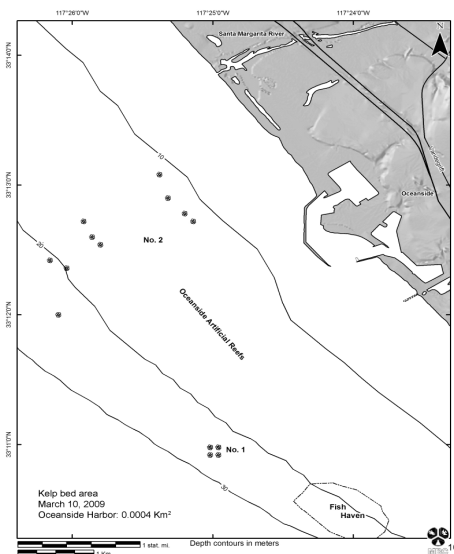 117°26'0"W
117°25'0"W
117°24'0"W
33°14'0"N
Santa Margarita River
N
Vandegrift
33°13'0"N
10
Oceanside
No. 2
20
33°12'0"N
Oceanside Artificial Reefs
33°11'0"N
No. 1
30
Kelp bed area
March 10, 2009
Oceanside Harbor: 0.0004 Km²
Fish
Haven
1 stat. mi.
1 Km
Depth contours in meters
MBC